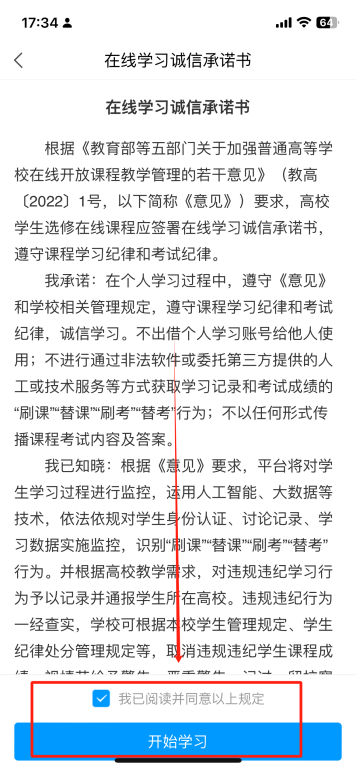 17:34
64
在线学习诚信承诺书
在线学习诚信承诺书
根据《教育部等五部门关于加强普通高等学
校在线开放课程教学管理的若干意见》（教高
〔2022〕1号，以下简称《意见》）要求，高校
学生选修在线课程应签署在线学习诚信承诺书，
遵守课程学习纪律和考试纪律。
我承诺：在个人学习过程中，遵守《意见》
和学校相关管理规定，遵守课程学习纪律和考试
纪律，诚信学习。不出借个人学习账号给他人使
用；不进行通过非法软件或委托第三方提供的人
工或技术服务等方式获取学习记录和考试成绩的
“刷课”“替课”“刷考”“替考”行为；不以任何形式传
播课程考试内容及答案。
我已知晓：根据《意见》要求，平台将对学
生学习过程进行监控，运用人工智能、大数据等
技术，依法依规对学生身份认证、讨论记录、学
习数据实施监控，识别“刷课”“替课”“刷考”“替考”
行为。并根据高校教学需求，对违规违纪学习行
为予以记录并通报学生所在高校。违规违纪行为
一经查实，学校可根据本校学生管理规定、学生
纪律处分管理规定等，取消违规违纪学生课程成
绩，视情节给予警告、严重警告、记过、留校察
我已阅读并同意以上规定
开始学习